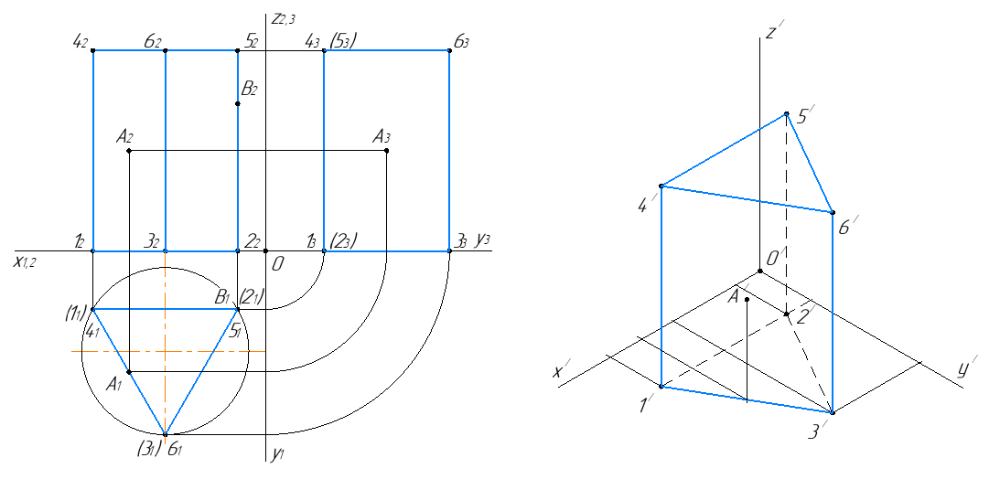 z2,3
4₂ 6₂ 5₂ 4₃ (5₃) 6₃
B₂
A₂ A₃
1₂ 3₂ 2₂ 1₃ (2₃) 3₃ y₃
x1,2 O
(1₁) B₁ (2₁)
4₁ 5₁
A₁
(3₁) 6₁ y₁
z′
5′
4′
6′
O′
A′
2′
x′ y′
1′
3′